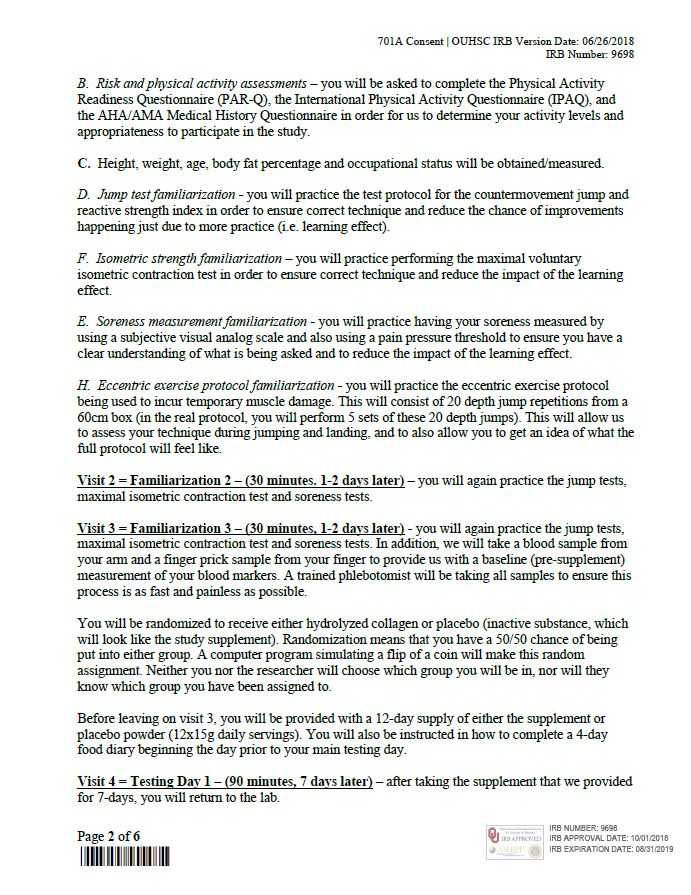 701A Consent | OUHSC IRB Version Date: 06/26/2018
IRB Number: 9698
B. Risk and physical activity assessments – you will be asked to complete the Physical Activity
Readiness Questionnaire (PAR-Q), the International Physical Activity Questionnaire (IPAQ), and
the AHA/AMA Medical History Questionnaire in order for us to determine your activity levels and
appropriateness to participate in the study.
C. Height, weight, age, body fat percentage and occupational status will be obtained/measured.
D. Jump test familiarization - you will practice the test protocol for the countermovement jump and
reactive strength index in order to ensure correct technique and reduce the chance of improvements
happening just due to more practice (i.e. learning effect).
F. Isometric strength familiarization – you will practice performing the maximal voluntary
isometric contraction test in order to ensure correct technique and reduce the impact of the learning
effect.
E. Soreness measurement familiarization - you will practice having your soreness measured by
using a subjective visual analog scale and also using a pain pressure threshold to ensure you have a
clear understanding of what is being asked and to reduce the impact of the learning effect.
H. Eccentric exercise protocol familiarization - you will practice the eccentric exercise protocol
being used to incur temporary muscle damage. This will consist of 20 depth jump repetitions from a
60cm box (in the real protocol, you will perform 5 sets of these 20 depth jumps). This will allow us
to assess your technique during jumping and landing, and to also allow you to get an idea of what the
full protocol will feel like.
Visit 2 = Familiarization 2 – (30 minutes. 1-2 days later) – you will again practice the jump tests,
maximal isometric contraction test and soreness tests.
Visit 3 = Familiarization 3 – (30 minutes, 1-2 days later) - you will again practice the jump tests,
maximal isometric contraction test and soreness tests. In addition, we will take a blood sample from
your arm and a finger prick sample from your finger to provide us with a baseline (pre-supplement)
measurement of your blood markers. A trained phlebotomist will be taking all samples to ensure this
process is as fast and painless as possible.
You will be randomized to receive either hydrolyzed collagen or placebo (inactive substance, which
will look like the study supplement). Randomization means that you have a 50/50 chance of being
put into either group. A computer program simulating a flip of a coin will make this random
assignment. Neither you nor the researcher will choose which group you will be in, nor will they
know which group you have been assigned to.
Before leaving on visit 3, you will be provided with a 12-day supply of either the supplement or
placebo powder (12x15g daily servings). You will also be instructed in how to complete a 4-day
food diary beginning the day prior to your main testing day.
Visit 4 = Testing Day 1 – (90 minutes, 7 days later) – after taking the supplement that we provided
for 7-days, you will return to the lab.
Page 2 of 6
IRB APPROVED
IRB NUMBER: 9698
IRB APPROVAL DATE: 10/01/2018
IRB EXPIRATION DATE: 08/31/2019